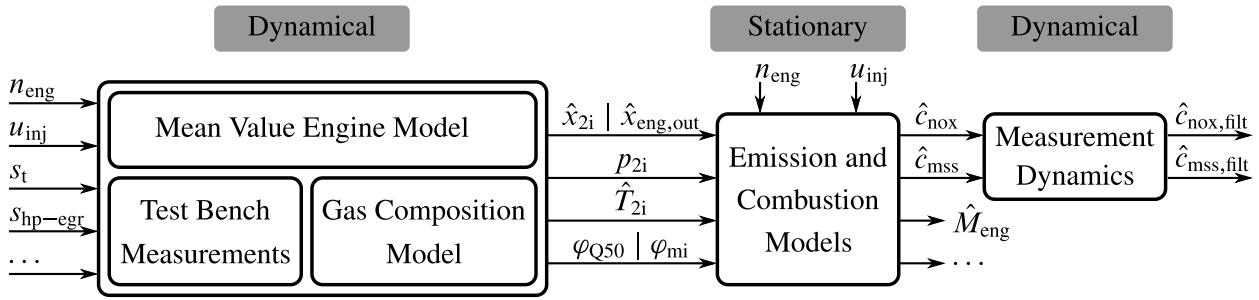 Dynamical
Stationary
Dynamical
n_eng
u_inj
s_t
s_hp−egr
...
Mean Value Engine Model
Test Bench
Measurements
Gas Composition
Model
x̂_2i | x̂_eng,out
p_2i
T̂_2i
φ_Q50 | φ_mi
n_eng
u_inj
Emission and
Combustion
Models
ĉ_nox
ĉ_mss
M̂_eng
...
Measurement
Dynamics
ĉ_nox,filt
ĉ_mss,filt